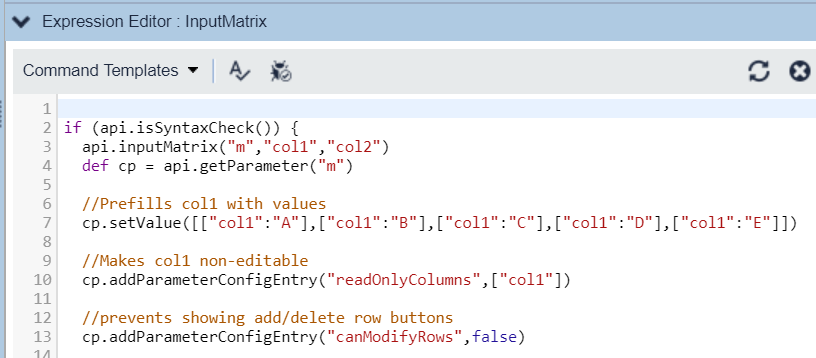 Expression Editor : InputMatrix
Command Templates
1
2 if (api.isSyntaxCheck()) {
3 api.inputMatrix("m","col1","col2")
4 def cp = api.getParameter("m")
5
6 //Prefills col1 with values
7 cp.setValue([["col1":"A"],["col1":"B"],["col1":"C"],["col1":"D"],["col1":"E"]])
8
9 //Makes col1 non-editable
10 cp.addParameterConfigEntry("readOnlyColumns",["col1"])
11
12 //prevents showing add/delete row buttons
13 cp.addParameterConfigEntry("canModifyRows",false)
14